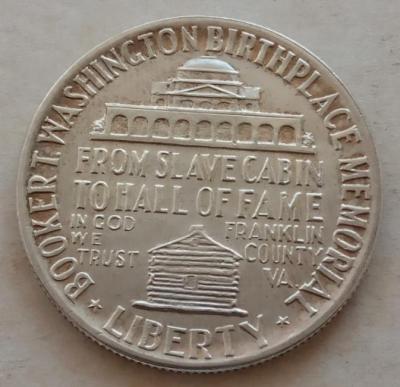 BOOKER T. WASHINGTON BIRTHPLACE MEMORIAL
FROM SLAVE CABIN
TO HALL OF FAME
IN GOD
WE
TRUST
FRANKLIN
COUNTY
VA.
LIBERTY